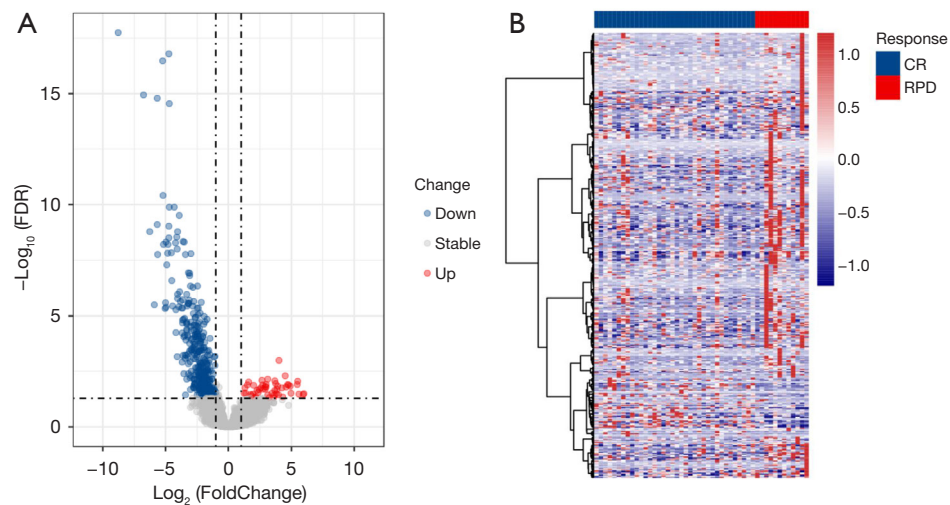 A
−Log10 (FDR)
15
10
5
0
−10
−5
0
5
10
Log2 (FoldChange)
Change
Down
Stable
Up
B
1.0
0.5
0.0
−0.5
−1.0
Response
CR
RPD